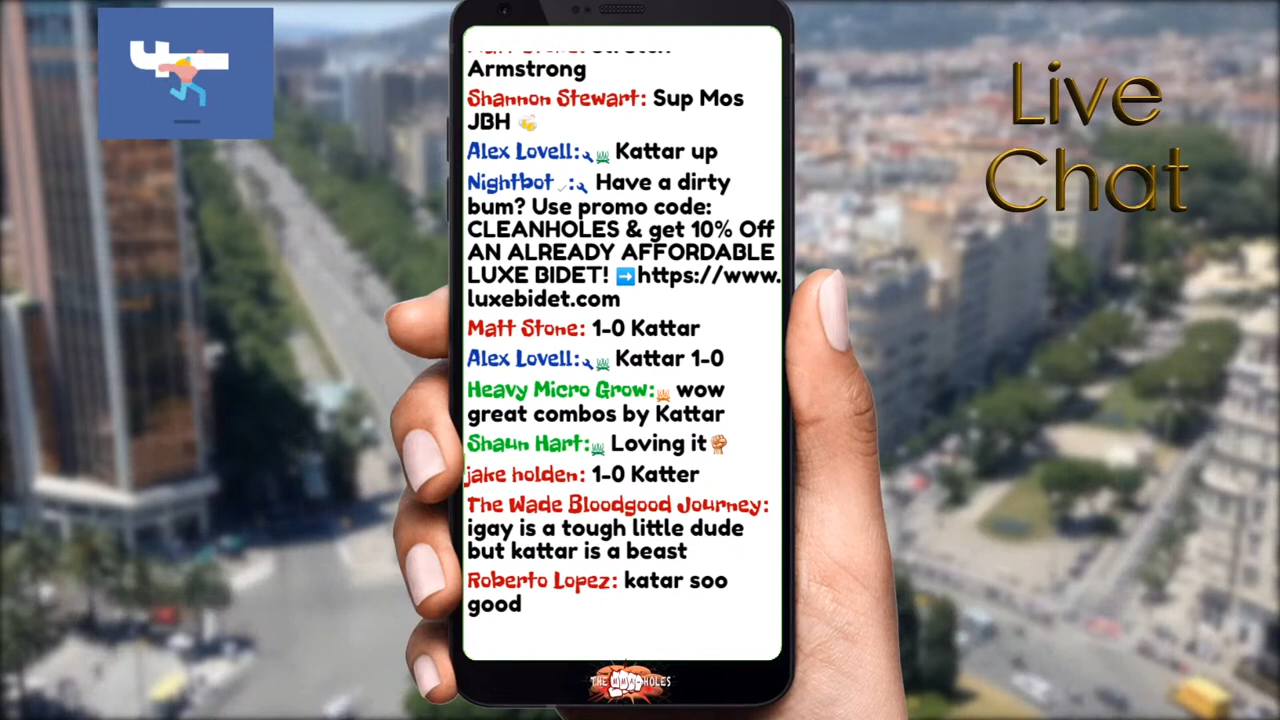 Armstrong
Shannon Stewart: Sup Mos
JBH
Alex Lovell: Kattar up
Nightbot : Have a dirty
bum? Use promo code:
CLEANHOLES & get 10% Off
AN ALREADY AFFORDABLE
LUXE BIDET! ➡️https://www.
luxebidet.com
Matt Stone: 1-0 Kattar
Alex Lovell: Kattar 1-0
Heavy Micro Grow: wow
great combos by Kattar
Shaun Hart: Loving it✊
jake holden: 1-0 Katter
The Wade Bloodgood Journey:
igay is a tough little dude
but kattar is a beast
Roberto Lopez: katar soo
good
THE MMA-HOLES
Live
Chat